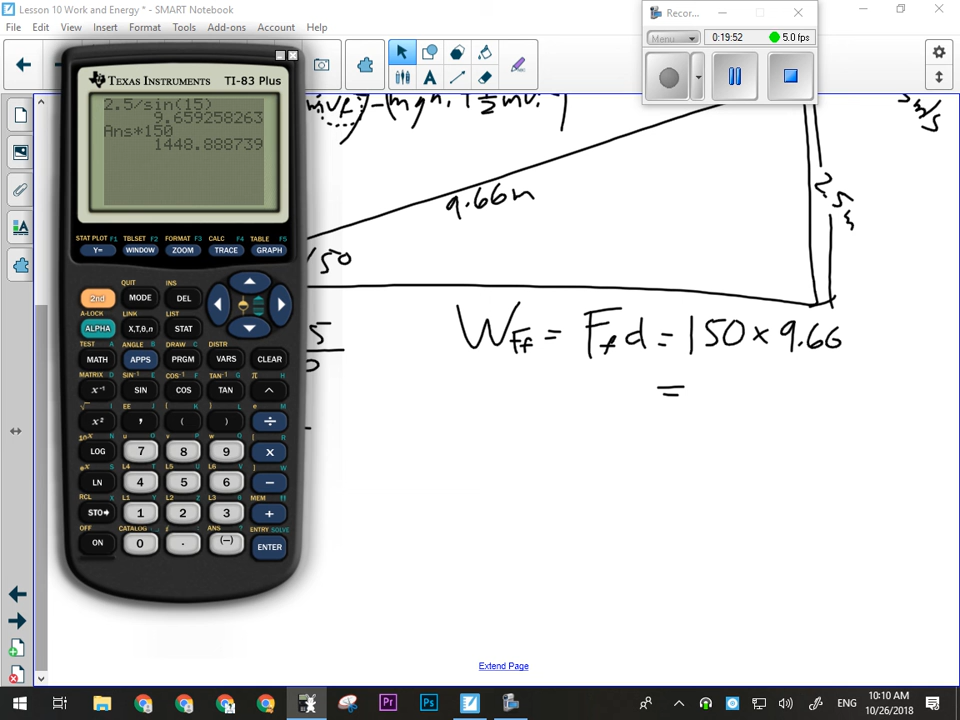 Lesson 10 Work and Energy * - SMART Notebook
File Edit View Insert Format Tools Add-ons Account Help
Recor...
Menu 0:19:52 5.0 fps
TEXAS INSTRUMENTS TI-83 Plus
2.5/sin(15)
9.659258263
Ans*150
1448.888739
STAT PLOT F1 TBLSET F2 FORMAT F3 CALC F4 TABLE F5
Y= WINDOW ZOOM TRACE GRAPH
QUIT INS
2nd MODE DEL
A-LOCK LINK LIST
ALPHA X,T,θ,n STAT
TEST A ANGLE B DRAW C DISTR
MATH APPS PRGM VARS CLEAR
MATRIX D SIN⁻¹ E COS⁻¹ F TAN⁻¹ G π H
x⁻¹ SIN COS TAN ^
√ I EE J { K } L e M
x² , ( ) ÷
10ˣ N u O v P w Q [ R
LOG 7 8 9 ×
eˣ S L4 T L5 U L6 V ] W
LN 4 5 6 −
RCL X L1 Y L2 Z L3 θ MEM "
STO➔ 1 2 3 +
OFF CATALOG i : ANS ? ENTRY SOLVE
ON 0 . (−) ENTER
9.66m
2.5m
150
5
W Ff = Ff d = 150 × 9.66
=
Extend Page
ENG
10:10 AM
10/26/2018